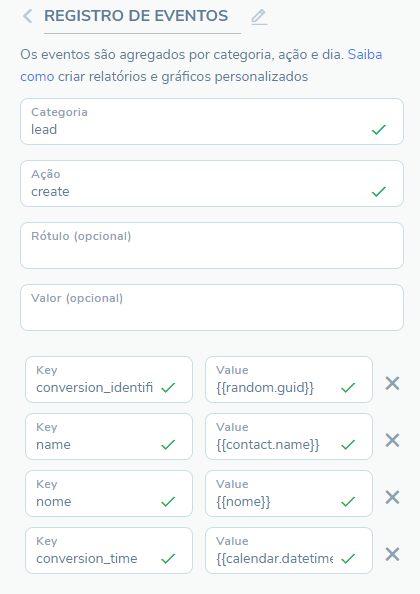 REGISTRO DE EVENTOS
Os eventos são agregados por categoria, ação e dia. Saiba
como criar relatórios e gráficos personalizados
Categoria
lead
Ação
create
Rótulo (opcional)
Valor (opcional)
Key
conversion_identifi
Value
{{random.guid}}
Key
name
Value
{{contact.name}}
Key
nome
Value
{{nome}}
Key
conversion_time
Value
{{calendar.datetime